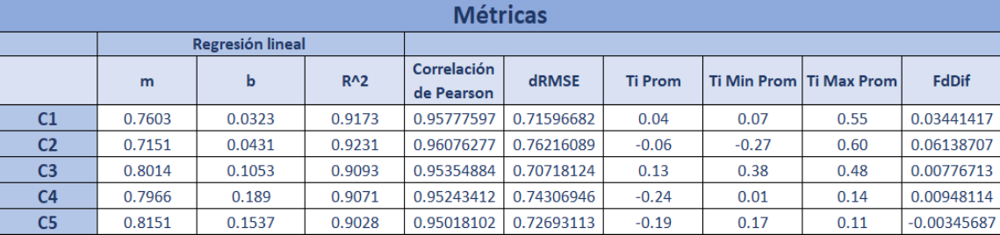 Métricas
Regresión lineal
m b R^2 Correlación de Pearson dRMSE Ti Prom Ti Min Prom Ti Max Prom FdDif
C1 0.7603 0.0323 0.9173 0.95777597 0.71596682 0.04 0.07 0.55 0.03441417
C2 0.7151 0.0431 0.9231 0.96076277 0.76216089 -0.06 -0.27 0.60 0.06138707
C3 0.8014 0.1053 0.9093 0.95354884 0.70718124 0.13 0.38 0.48 0.00776713
C4 0.7966 0.189 0.9071 0.95243412 0.74306946 -0.24 0.01 0.14 0.00948114
C5 0.8151 0.1537 0.9028 0.95018102 0.72693113 -0.19 0.17 0.11 -0.00345687